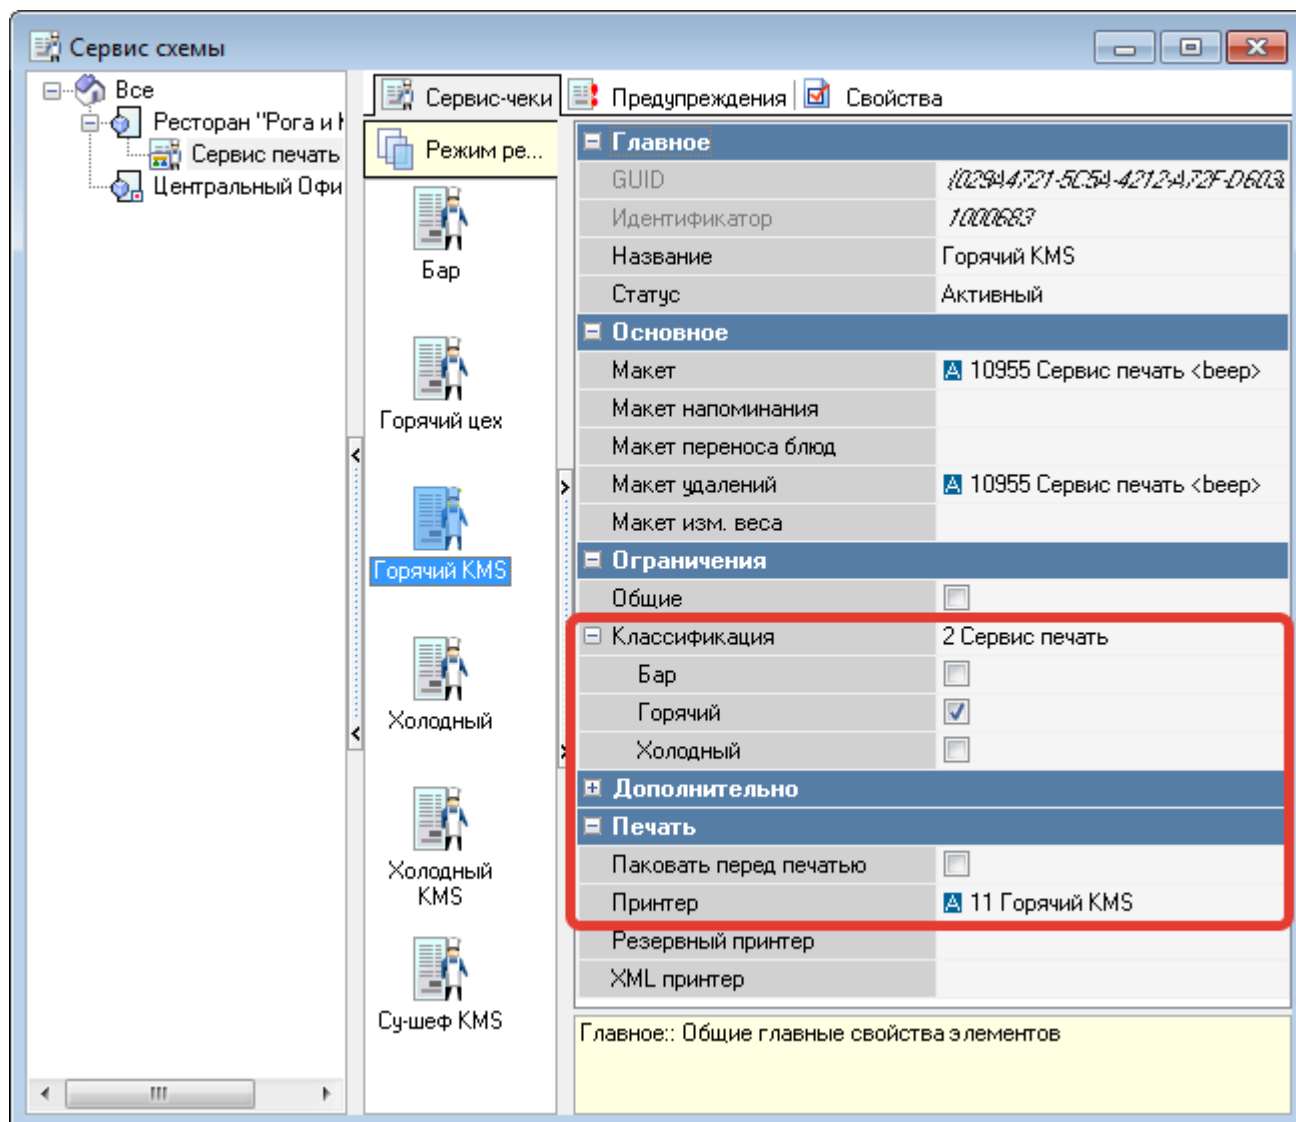 Сервис схемы
Все
Ресторан "Рога и
Сервис печать
Центральный Офи
Сервис-чеки
Предупреждения
Свойства
Режим ре...
Бар
Горячий цех
Горячий KMS
Холодный
Холодный
KMS
Су-шеф KMS
Главное
GUID {029A4721-5C5A-4212-A72F-D603
Идентификатор 1000683
Название Горячий KMS
Статус Активный
Основное
Макет 10955 Сервис печать <beep>
Макет напоминания
Макет переноса блюд
Макет удалений 10955 Сервис печать <beep>
Макет изм. веса
Ограничения
Общие
Классификация 2 Сервис печать
Бар
Горячий
Холодный
Дополнительно
Печать
Паковать перед печатью
Принтер 11 Горячий KMS
Резервный принтер
XML принтер
Главное:: Общие главные свойства элементов